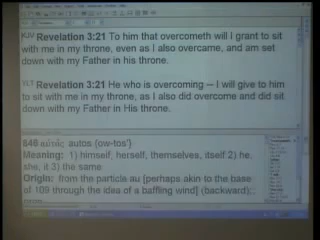 KJV Revelation 3:21 To him that overcometh will I grant to sit
with me in my throne, even as I also overcame, and am set
down with my Father in his throne.
YLT Revelation 3:21 He who is overcoming -- I will give to him
to sit with me in my throne, as I also did overcome and did sit
down with my Father in His throne.
846 αὐτός autos {ow-tos'}
Meaning: 1) himself, herself, themselves, itself 2) he,
she, it 3) the same
Origin: from the particle au [perhaps akin to the base
of 109 through the idea of a baffling wind] (backward);